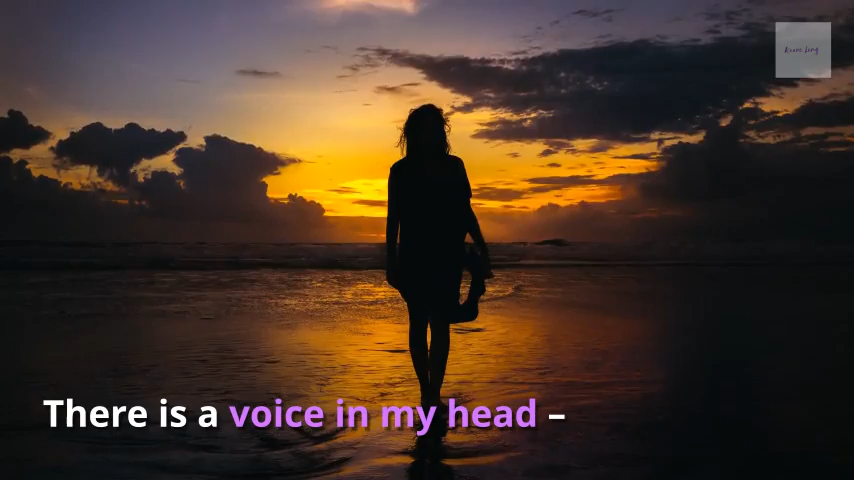 There is a voice in my head –